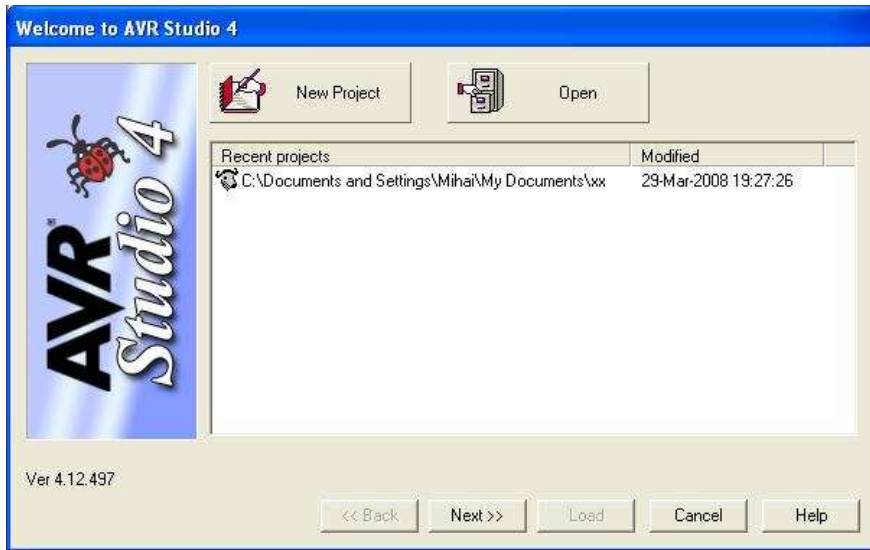 Welcome to AVR Studio 4
New Project
Open
AVR® Studio 4
Recent projects
Modified
C:\Documents and Settings\Mihai\My Documents\xx
29-Mar-2008 19:27:26
Ver 4.12.497
<< Back
Next >>
Load
Cancel
Help